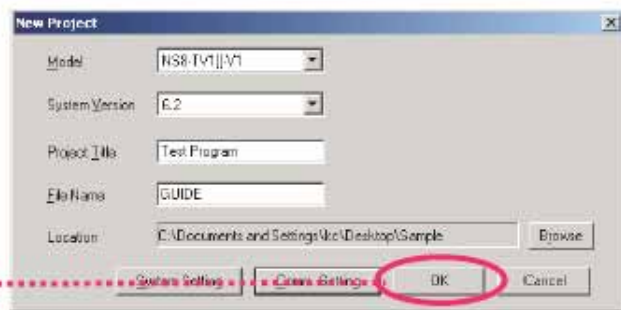 New Project
Model NS8-TV1[]-V1
System Version 6.2
Project Title Test Program
File Name GUIDE
Location C:\Documents and Settings\kc\Desktop\Sample Browse
System Setting Comm. Setting OK Cancel